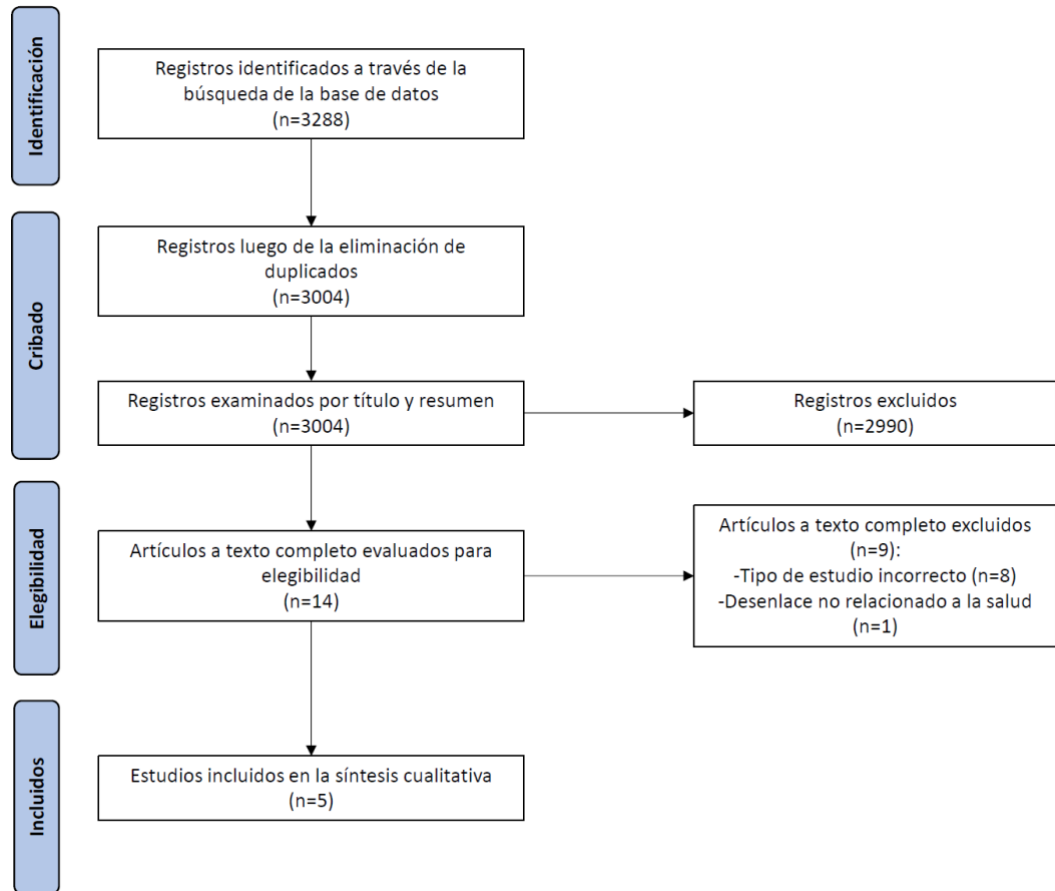 Identificación
Registros identificados a través de la
búsqueda de la base de datos
(n=3288)
Cribado
Registros luego de la eliminación de
duplicados
(n=3004)
Registros examinados por título y resumen
(n=3004)
Registros excluidos
(n=2990)
Elegibilidad
Artículos a texto completo evaluados para
elegibilidad
(n=14)
Artículos a texto completo excluidos
(n=9):
-Tipo de estudio incorrecto (n=8)
-Desenlace no relacionado a la salud
(n=1)
Incluidos
Estudios incluidos en la síntesis cualitativa
(n=5)